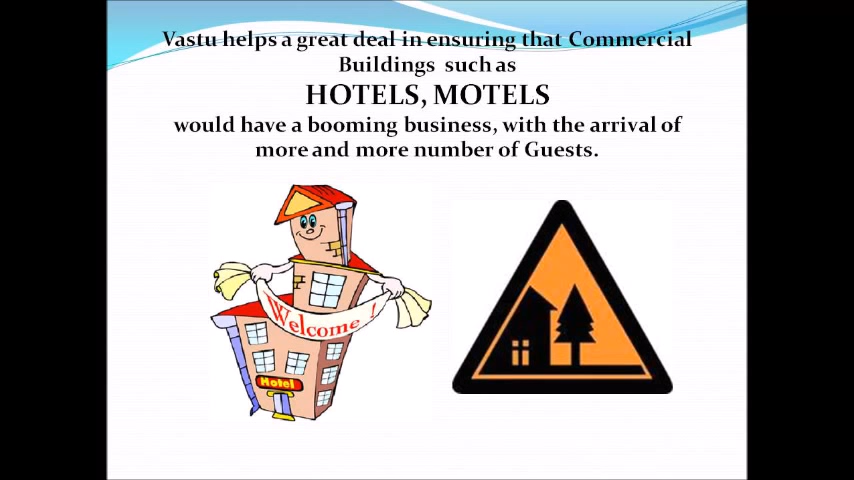 Vastu helps a great deal in ensuring that Commercial
Buildings such as
HOTELS, MOTELS
would have a booming business, with the arrival of
more and more number of Guests.
Welcome !
Hotel